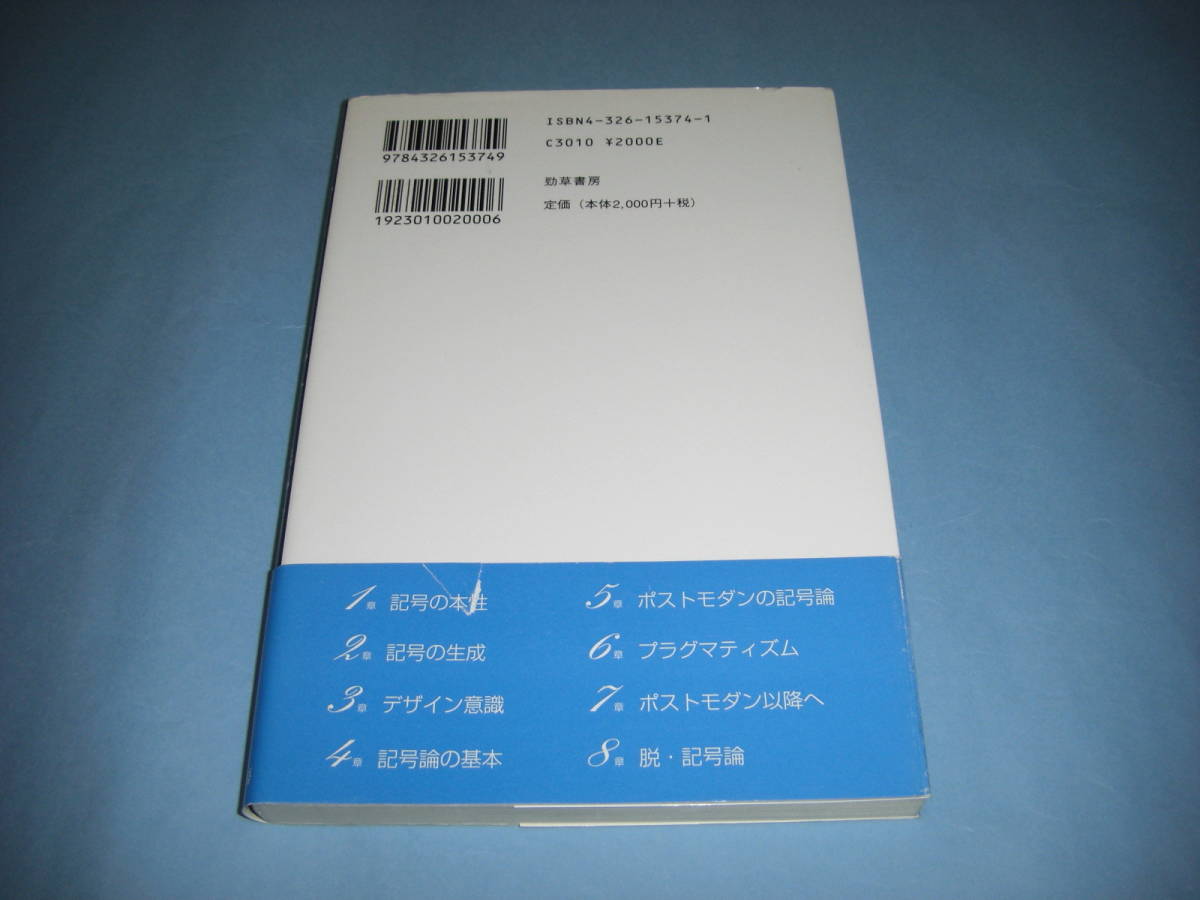 ISBN4-326-15374-1
C3010 ¥2000E
9784326153749
勁草書房
定価（本体2,000円+税）
1923010020006
1章 記号の本性
2章 記号の生成
3章 デザイン意識
4章 記号論の基本
5章 ポストモダンの記号論
6章 プラグマティズム
7章 ポストモダン以降へ
8章 脱・記号論